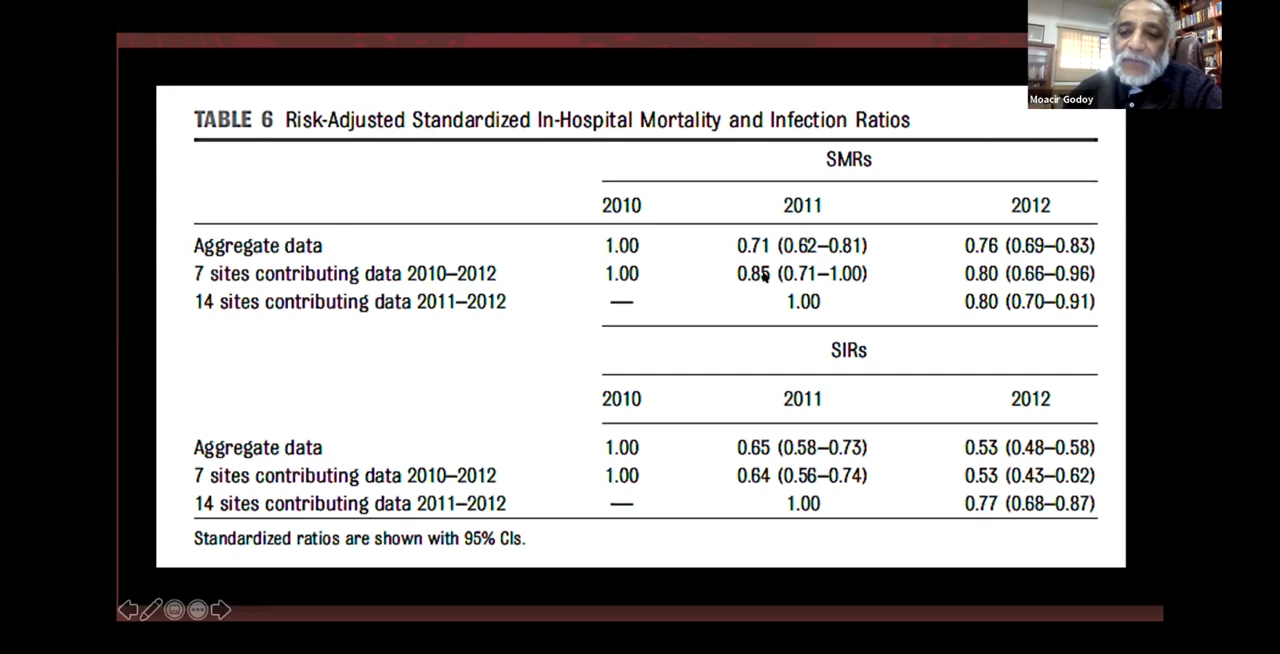 Moacir Godoy
TABLE 6 Risk-Adjusted Standardized In-Hospital Mortality and Infection Ratios
SMRs
2010 2011 2012
Aggregate data 1.00 0.71 (0.62–0.81) 0.76 (0.69–0.83)
7 sites contributing data 2010–2012 1.00 0.85 (0.71–1.00) 0.80 (0.66–0.96)
14 sites contributing data 2011–2012 — 1.00 0.80 (0.70–0.91)
SIRs
2010 2011 2012
Aggregate data 1.00 0.65 (0.58–0.73) 0.53 (0.48–0.58)
7 sites contributing data 2010–2012 1.00 0.64 (0.56–0.74) 0.53 (0.43–0.62)
14 sites contributing data 2011–2012 — 1.00 0.77 (0.68–0.87)
Standardized ratios are shown with 95% CIs.